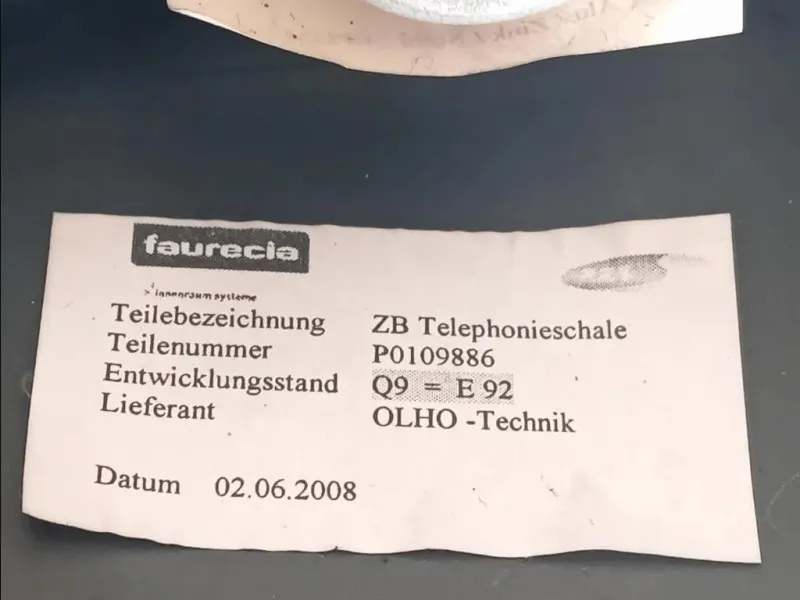 faurecia
innenraum systeme
Teilebezeichnung ZB Telephonieschale
Teilenummer P0109886
Entwicklungsstand Q9 = E 92
Lieferant OLHO -Technik
Datum 02.06.2008